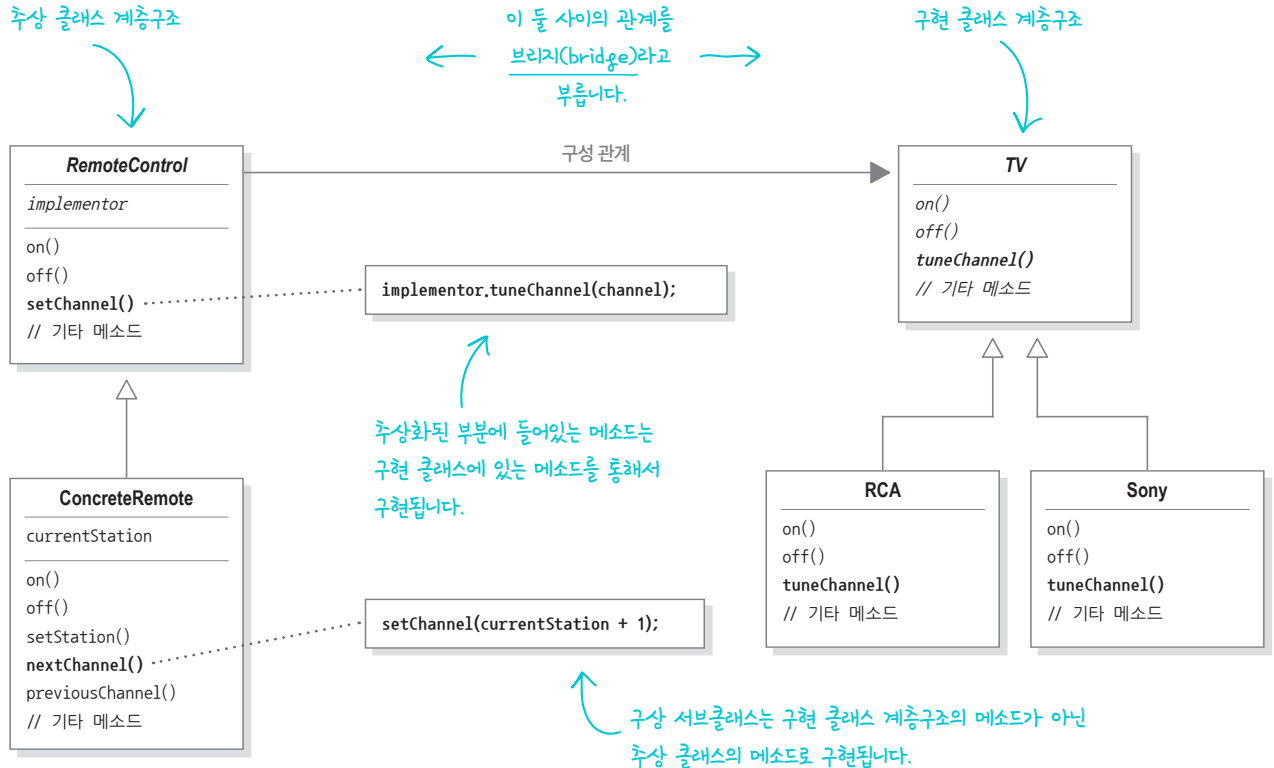 추상 클래스 계층구조
이 둘 사이의 관계를
브리지(bridge)라고
부릅니다.
구현 클래스 계층구조
RemoteControl
implementor
on()
off()
setChannel()
// 기타 메소드
구성 관계
TV
on()
off()
tuneChannel()
// 기타 메소드
implementor.tuneChannel(channel);
추상화된 부분에 들어있는 메소드는
구현 클래스에 있는 메소드를 통해서
구현됩니다.
ConcreteRemote
currentStation
on()
off()
setStation()
nextChannel()
previousChannel()
// 기타 메소드
setChannel(currentStation + 1);
RCA
on()
off()
tuneChannel()
// 기타 메소드
Sony
on()
off()
tuneChannel()
// 기타 메소드
구상 서브클래스는 구현 클래스 계층구조의 메소드가 아닌
추상 클래스의 메소드로 구현됩니다.